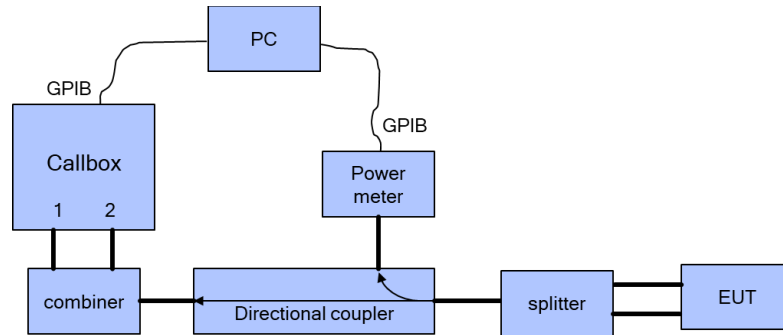 PC
GPIB
GPIB
Callbox
1 2
Power
meter
combiner
Directional coupler
splitter
EUT